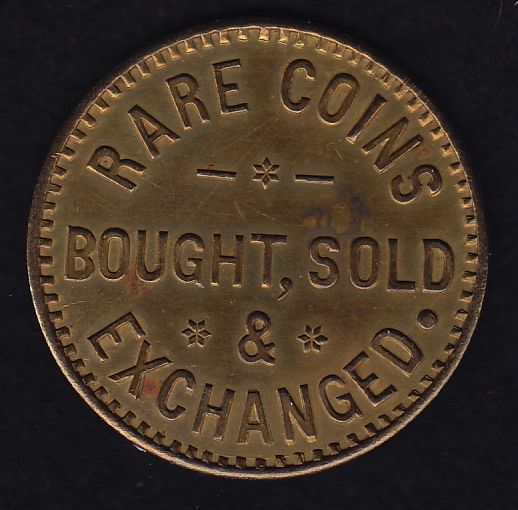 RARE COINS
BOUGHT, SOLD
&
EXCHANGED.